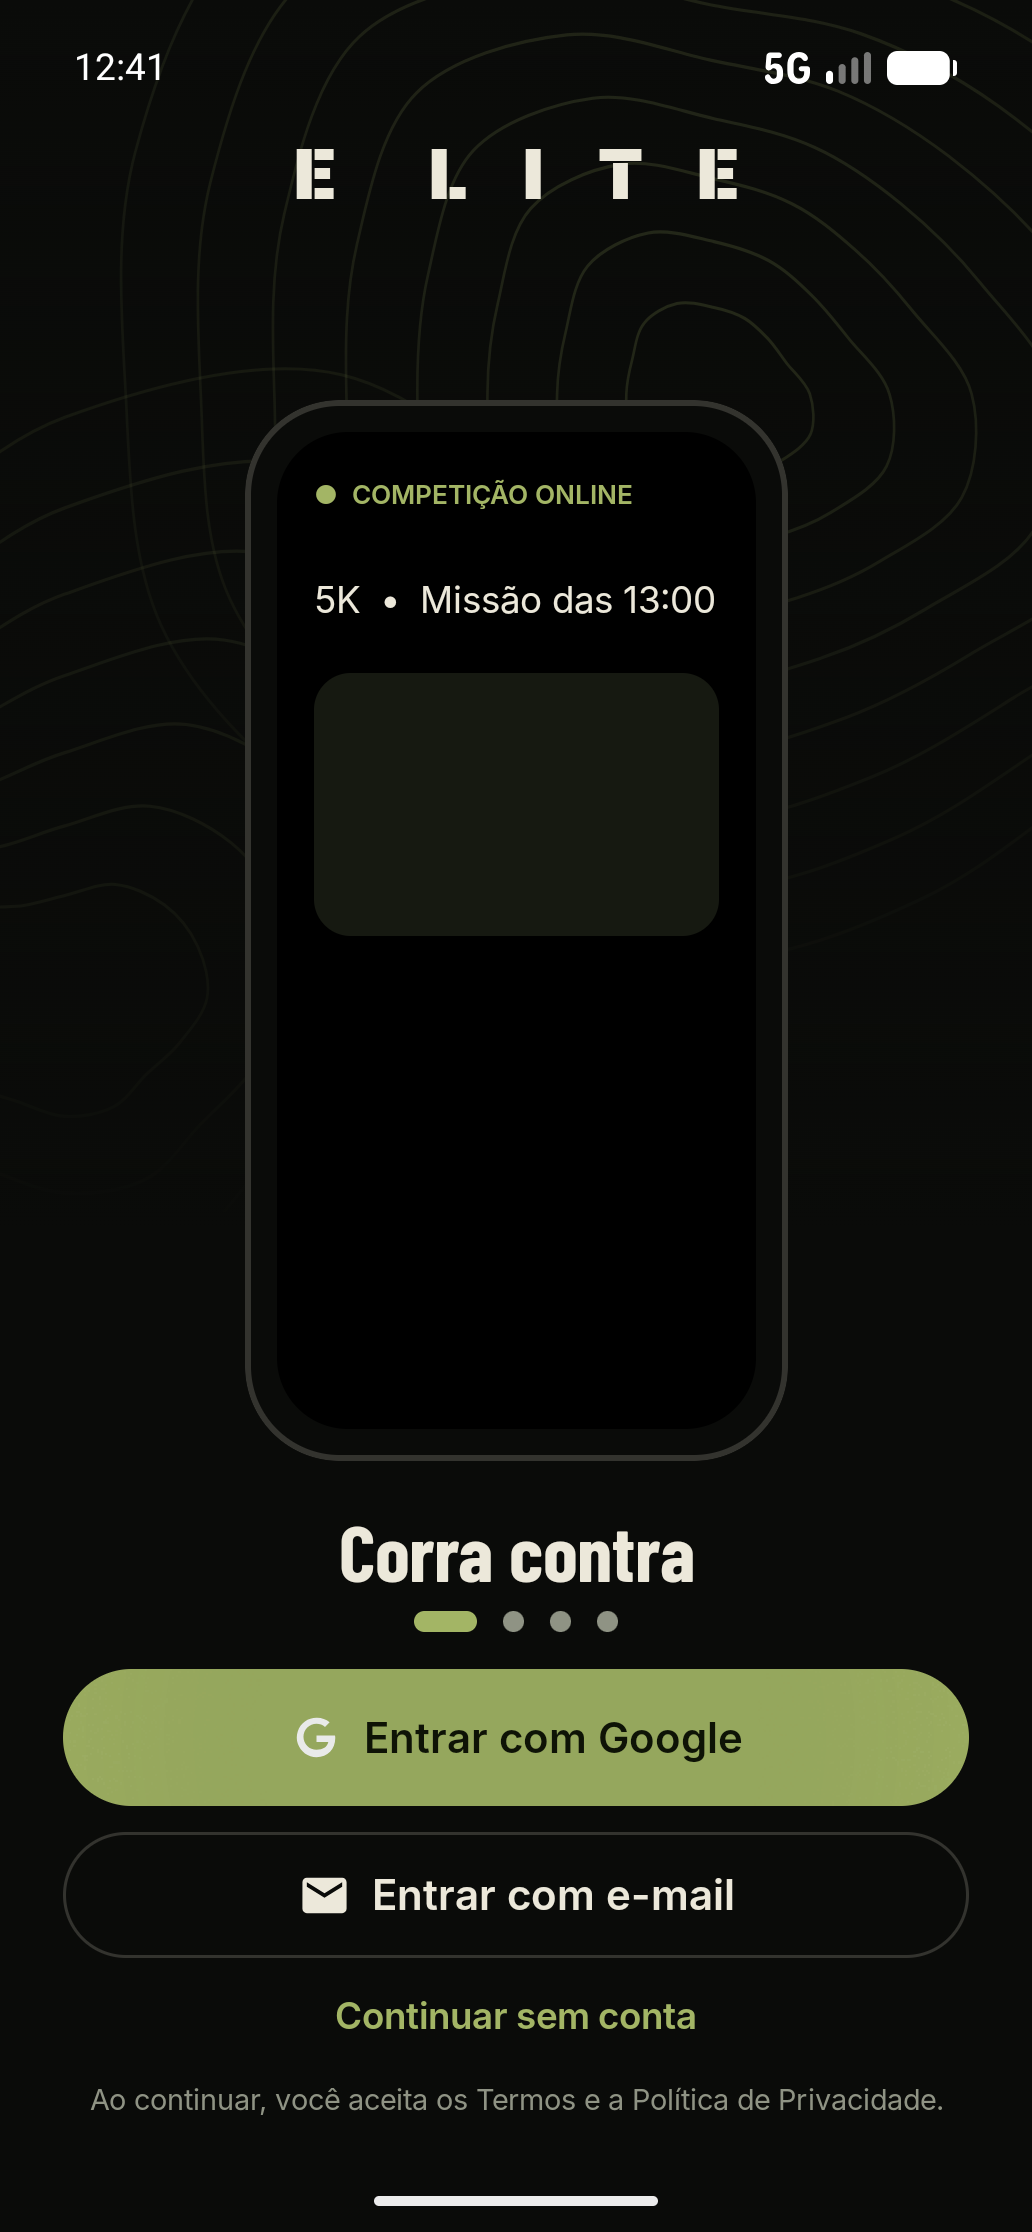 12:41
5G
E L I T E
COMPETIÇÃO ONLINE
5K • Missão das 13:00
Corra contra
Entrar com Google
Entrar com e-mail
Continuar sem conta
Ao continuar, você aceita os Termos e a Política de Privacidade.